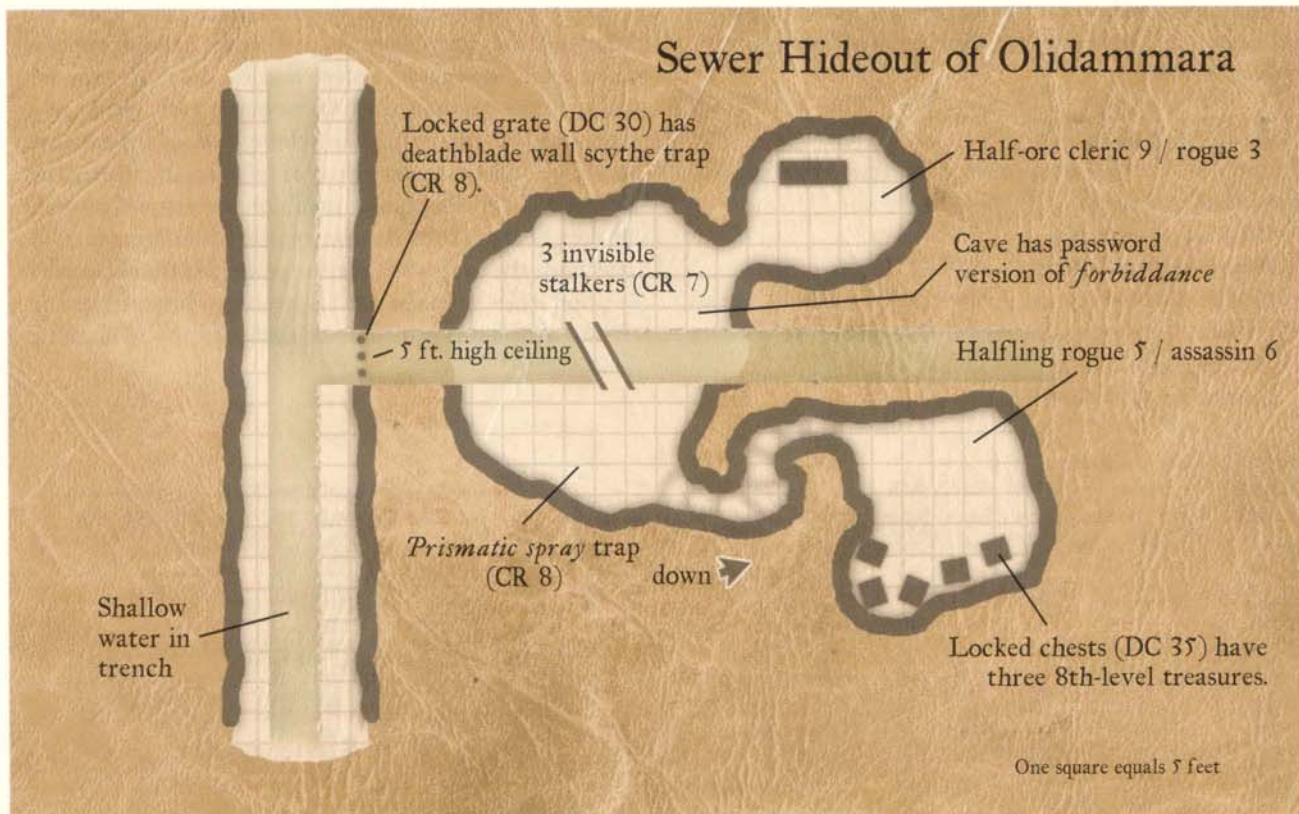 Sewer Hideout of Olidammara
Locked grate (DC 30) has
deathblade wall scythe trap
(CR 8).
Half-orc cleric 9 / rogue 3
3 invisible
stalkers (CR 7)
Cave has password
version of forbiddance
5 ft. high ceiling
Halfling rogue 5 / assassin 6
Prismatic spray trap
(CR 8)
down
Shallow
water in
trench
Locked chests (DC 35) have
three 8th-level treasures.
One square equals 5 feet